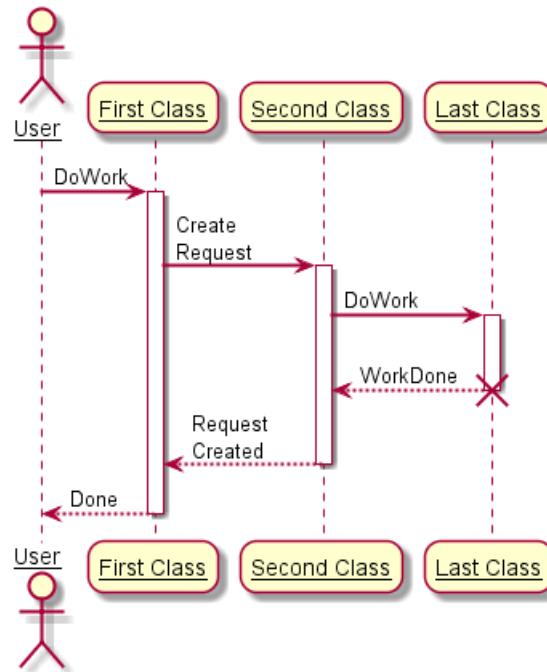 User
First Class
Second Class
Last Class
DoWork
Create
Request
DoWork
WorkDone
Request
Created
Done
User
First Class
Second Class
Last Class